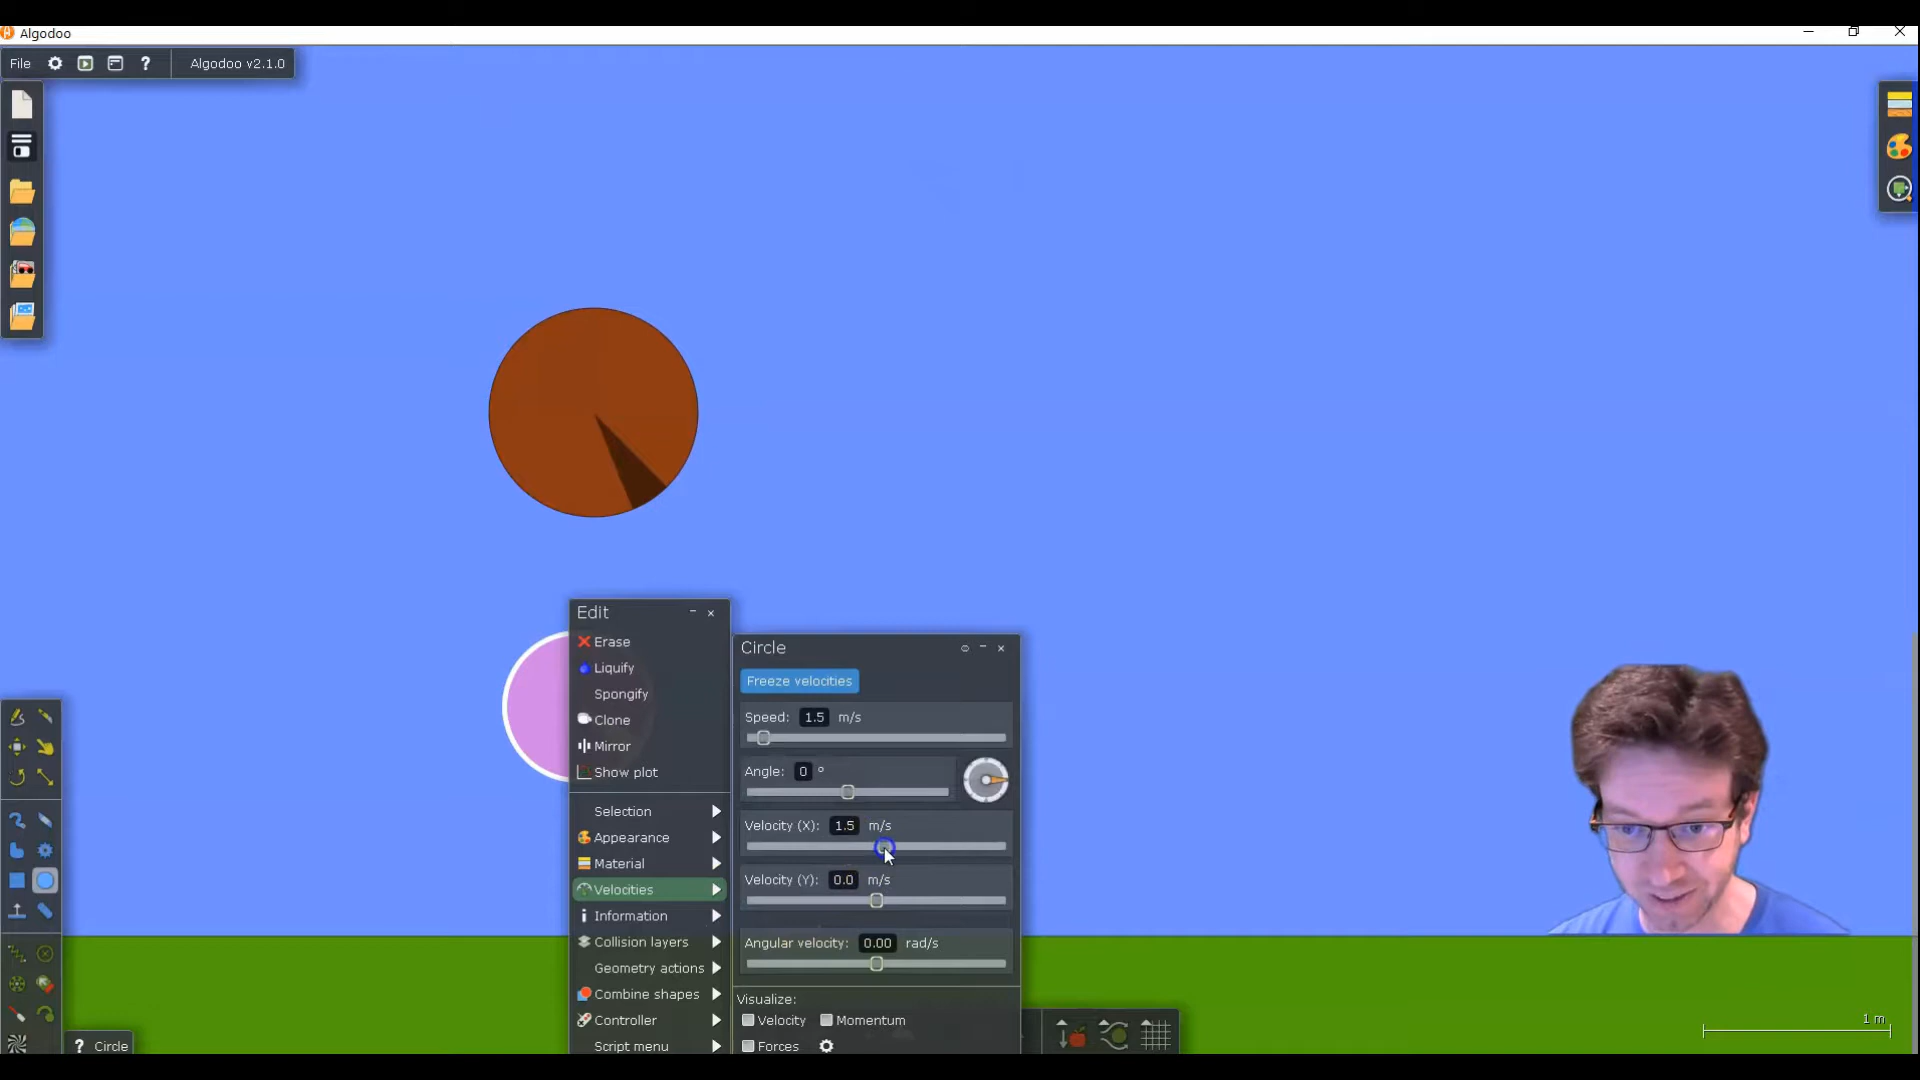 Algodoo
File
?
Algodoo v2.1.0
Edit
Erase
Liquify
Spongify
Clone
Mirror
Show plot
Selection
Appearance
Material
Velocities
Information
Collision layers
Geometry actions
Combine shapes
Controller
Script menu
Circle
Freeze velocities
Speed: 1.5 m/s
Angle: 0 °
Velocity (X): 1.5 m/s
Velocity (Y): 0.0 m/s
Angular velocity: 0.00 rad/s
Visualize:
Velocity Momentum
Forces
? Circle
1 m